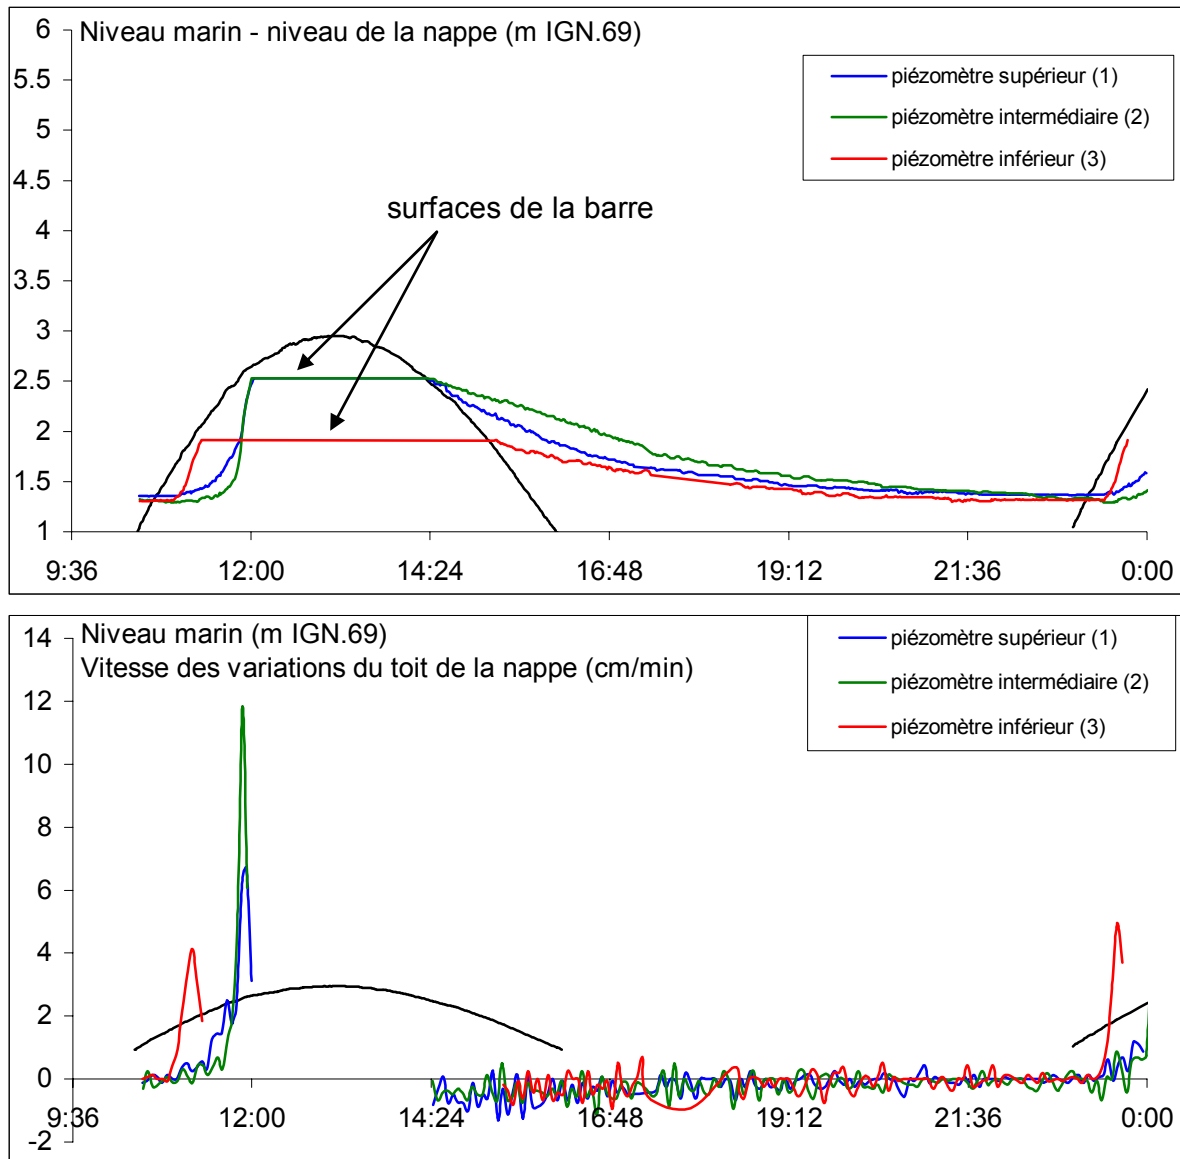 Niveau marin - niveau de la nappe (m IGN.69)
6
5.5
5
4.5
4
3.5
3
2.5
2
1.5
1
piézomètre supérieur (1)
piézomètre intermédiaire (2)
piézomètre inférieur (3)
surfaces de la barre
9:36 12:00 14:24 16:48 19:12 21:36 0:00
Niveau marin (m IGN.69)
Vitesse des variations du toit de la nappe (cm/min)
14
12
10
8
6
4
2
0
-2
piézomètre supérieur (1)
piézomètre intermédiaire (2)
piézomètre inférieur (3)
9:36 12:00 14:24 16:48 19:12 21:36 0:00